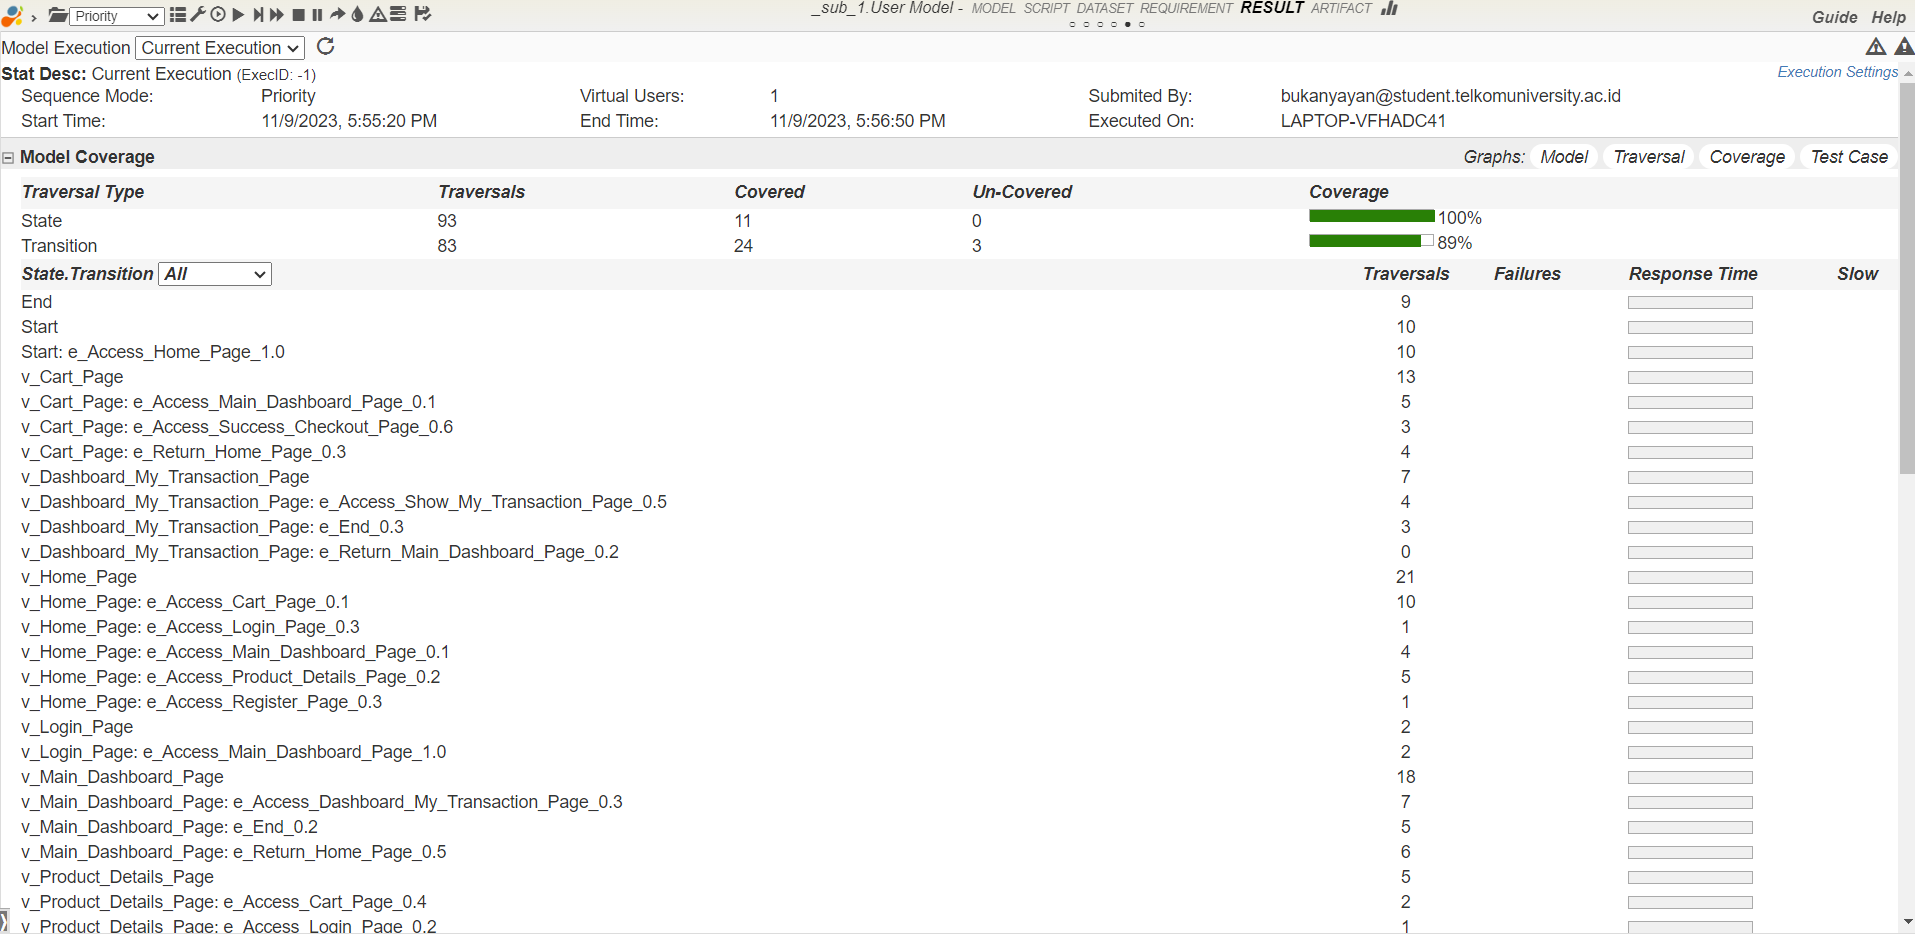 Priority
_sub_1.User Model - MODEL SCRIPT DATASET REQUIREMENT RESULT ARTIFACT
Guide Help
Model Execution Current Execution
Stat Desc: Current Execution (ExecID: -1)
Execution Settings
Sequence Mode: Priority Virtual Users: 1 Submited By: bukanyayan@student.telkomuniversity.ac.id
Start Time: 11/9/2023, 5:55:20 PM End Time: 11/9/2023, 5:56:50 PM Executed On: LAPTOP-VFHADC41
Model Coverage Graphs: Model Traversal Coverage Test Case
Traversal Type Traversals Covered Un-Covered Coverage
State 93 11 0 100%
Transition 83 24 3 89%
State.Transition All Traversals Failures Response Time Slow
End 9
Start 10
Start: e_Access_Home_Page_1.0 10
v_Cart_Page 13
v_Cart_Page: e_Access_Main_Dashboard_Page_0.1 5
v_Cart_Page: e_Access_Success_Checkout_Page_0.6 3
v_Cart_Page: e_Return_Home_Page_0.3 4
v_Dashboard_My_Transaction_Page 7
v_Dashboard_My_Transaction_Page: e_Access_Show_My_Transaction_Page_0.5 4
v_Dashboard_My_Transaction_Page: e_End_0.3 3
v_Dashboard_My_Transaction_Page: e_Return_Main_Dashboard_Page_0.2 0
v_Home_Page 21
v_Home_Page: e_Access_Cart_Page_0.1 10
v_Home_Page: e_Access_Login_Page_0.3 1
v_Home_Page: e_Access_Main_Dashboard_Page_0.1 4
v_Home_Page: e_Access_Product_Details_Page_0.2 5
v_Home_Page: e_Access_Register_Page_0.3 1
v_Login_Page 2
v_Login_Page: e_Access_Main_Dashboard_Page_1.0 2
v_Main_Dashboard_Page 18
v_Main_Dashboard_Page: e_Access_Dashboard_My_Transaction_Page_0.3 7
v_Main_Dashboard_Page: e_End_0.2 5
v_Main_Dashboard_Page: e_Return_Home_Page_0.5 6
v_Product_Details_Page 5
v_Product_Details_Page: e_Access_Cart_Page_0.4 2
v_Product_Details_Page: e_Access_Login_Page_0.2 1